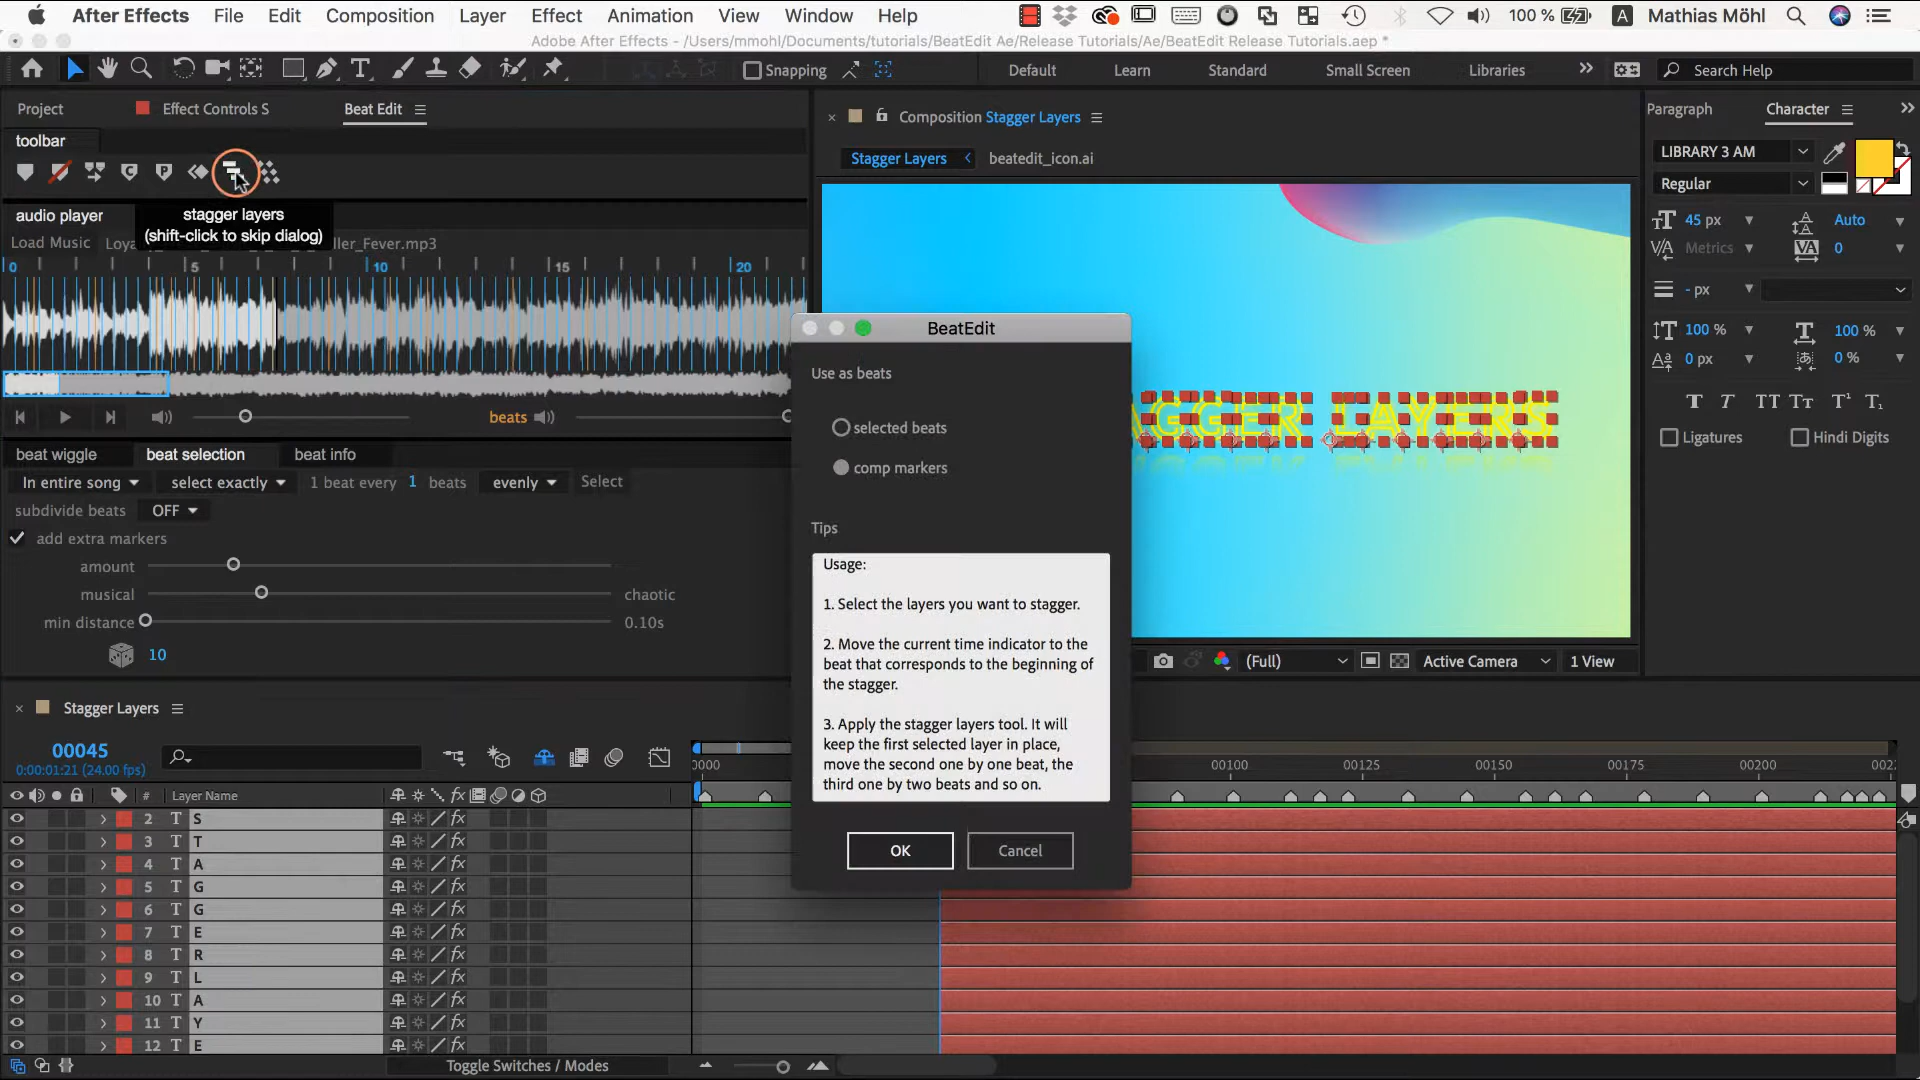 After Effects File Edit Composition Layer Effect Animation View Window Help 100 % A Mathias Möhl
Adobe After Effects - /Users/mmohl/Documents/tutorials/BeatEdit Ae/Release Tutorials/Ae/BeatEdit Release Tutorials.aep *
Snapping Default Learn Standard Small Screen Libraries Search Help
Project Effect Controls S Beat Edit
Composition Stagger Layers
Paragraph Character
toolbar
Stagger Layers beatedit_icon.ai
LIBRARY 3 AM
Regular
stagger layers
(shift-click to skip dialog)
audio player
Load Music ller_Fever.mp3
0 5 10 15 20
45 px Auto
Metrics 0
- px
100 % 100 %
0 px 0 %
T T TT Tt T¹ T₁
Ligatures Hindi Digits
beats
beat wiggle beat selection beat info
In entire song select exactly 1 beat every 1 beats evenly Select
subdivide beats OFF
add extra markers
amount
musical chaotic
min distance 0.10s
10
BeatEdit
Use as beats
selected beats
comp markers
Tips
Usage:
1. Select the layers you want to stagger.
2. Move the current time indicator to the
beat that corresponds to the beginning of
the stagger.
3. Apply the stagger layers tool. It will
keep the first selected layer in place,
move the second one by one beat, the
third one by two beats and so on.
OK Cancel
AGGER LAYERS
(Full) Active Camera 1 View
Stagger Layers
00045
0:00:01:21 (24.00 fps)
0000 00100 00125 00150 00175 00200
# Layer Name
2 T S
3 T T
4 T A
5 T G
6 T G
7 T E
8 T R
9 T L
10 T A
11 T Y
12 T E
Toggle Switches / Modes